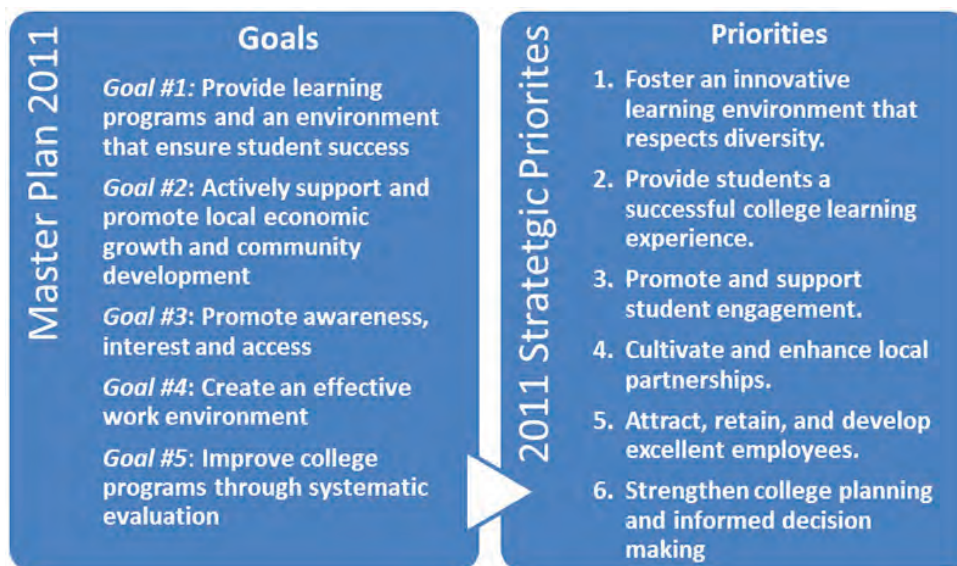 Master Plan 2011
Goals
Goal #1: Provide learning
programs and an environment
that ensure student success
Goal #2: Actively support and
promote local economic
growth and community
development
Goal #3: Promote awareness,
interest and access
Goal #4: Create an effective
work environment
Goal #5: Improve college
programs through systematic
evaluation
2011 Stratetgic Priorites
Priorities
1. Foster an innovative
learning environment that
respects diversity.
2. Provide students a
successful college learning
experience.
3. Promote and support
student engagement.
4. Cultivate and enhance local
partnerships.
5. Attract, retain, and develop
excellent employees.
6. Strengthen college planning
and informed decision
making